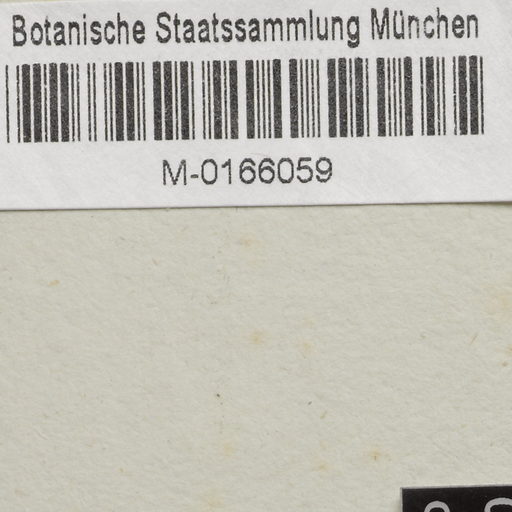 Botanische Staatssammlung München
M-0166059